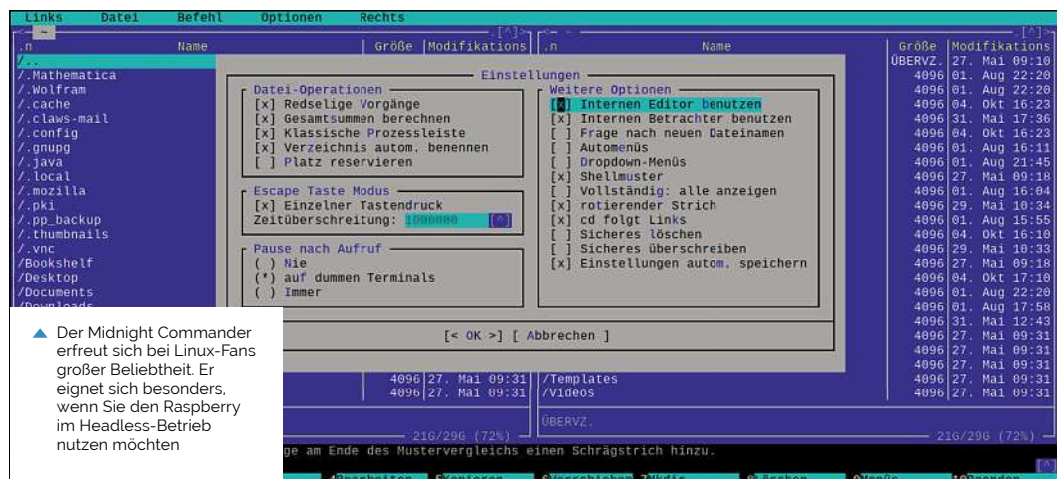 Links Datei Befehl Optionen Rechts
<- ~ .[^]> <- ~ .[^]>
.n Name Größe Modifikations .n Name Größe Modifikations
/.. ÜBERVZ. 27. Mai 09:10
/.Mathematica 4096 01. Aug 22:20
/.Wolfram 4096 01. Aug 22:20
/.cache 4096 04. Okt 16:23
/.claws-mail 4096 31. Mai 17:36
/.config 4096 04. Okt 16:23
/.gnupg 4096 01. Aug 16:11
/.java 4096 01. Aug 21:45
/.local 4096 27. Mai 09:18
/.mozilla 4096 01. Aug 16:04
/.pki 4096 29. Mai 10:34
/.pp_backup 4096 01. Aug 15:55
/.thumbnails 4096 04. Okt 16:10
/.vnc 4096 29. Mai 10:33
/Bookshelf 4096 27. Mai 09:18
/Desktop 4096 04. Okt 17:10
/Documents 4096 01. Aug 22:20
/Downloads 4096 01. Aug 17:58
4096 31. Mai 12:43
4096 27. Mai 09:31
4096 27. Mai 09:31
4096 27. Mai 09:31 /Templates 4096 27. Mai 09:31
4096 27. Mai 09:31 /Videos 4096 27. Mai 09:31
Einstellungen
Datei-Operationen
[x] Redselige Vorgänge
[x] Gesamtsummen berechnen
[x] Klassische Prozessleiste
[x] Verzeichnis autom. benennen
[ ] Platz reservieren
Escape Taste Modus
[x] Einzelner Tastendruck
Zeitüberschreitung: 1000000 [^]
Pause nach Aufruf
( ) Nie
(*) auf dummen Terminals
( ) Immer
Weitere Optionen
[x] Internen Editor benutzen
[x] Internen Betrachter benutzen
[ ] Frage nach neuen Dateinamen
[ ] Automenüs
[ ] Dropdown-Menüs
[x] Shellmuster
[ ] Vollständig: alle anzeigen
[x] rotierender Strich
[x] cd folgt Links
[ ] Sicheres löschen
[ ] Sicheres überschreiben
[x] Einstellungen autom. speichern
[< OK >] [ Abbrechen ]
ÜBERVZ.
21G/29G (72%) 21G/29G (72%)
ge am Ende des Mustervergleichs einen Schrägstrich hinzu.
[^]
4Bearbeiten 5Kopieren 6Verschieben 7Mkdir 8Löschen 9Menüs 10Beenden
Der Midnight Commander
erfreut sich bei Linux-Fans
großer Beliebtheit. Er
eignet sich besonders,
wenn Sie den Raspberry
im Headless-Betrieb
nutzen möchten